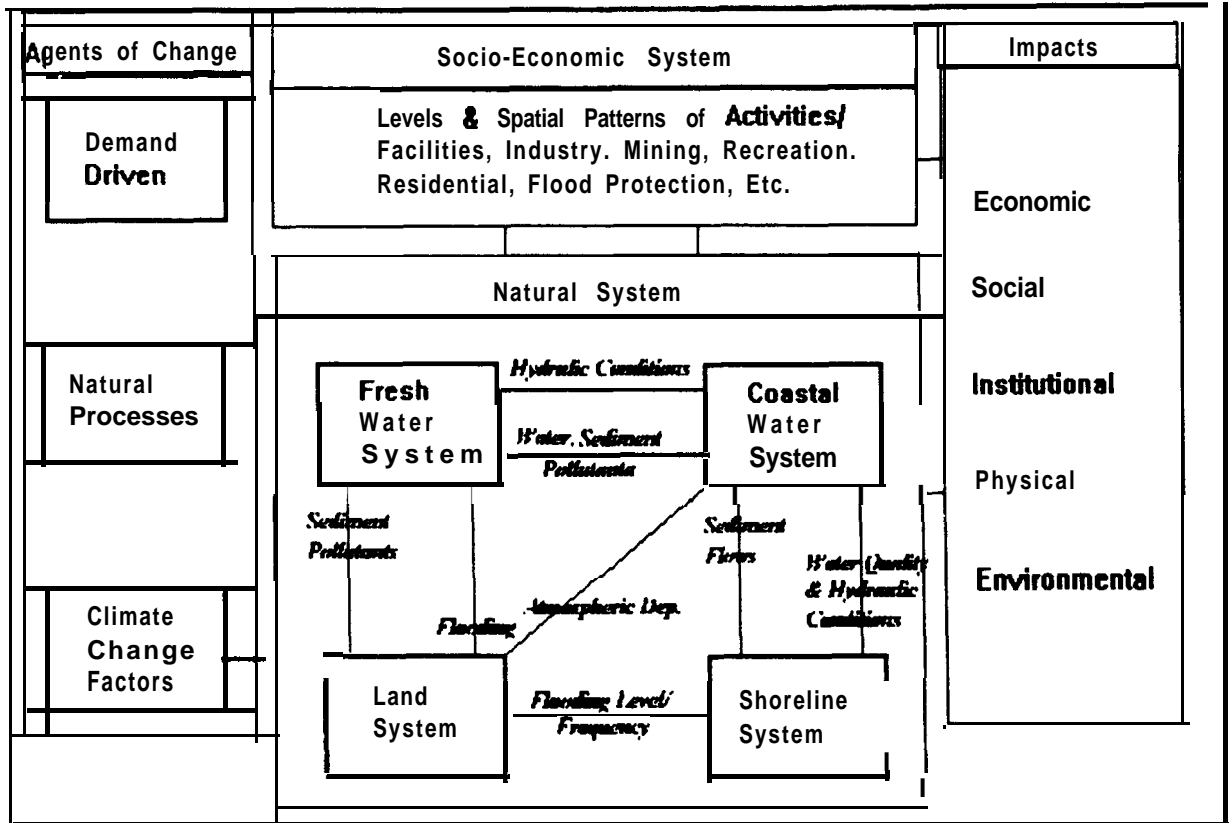 Agents of Change
Demand
Driven
Natural
Processes
Climate
Change
Factors
Socio-Economic System
Levels & Spatial Patterns of Activities/
Facilities, Industry. Mining, Recreation.
Residential, Flood Protection, Etc.
Natural System
Fresh
Water
System
Hydralic Conditions
Water, Sediment
Pollutants
Coastal
Water
System
Sediment
Pollutants
Flooding
Atmospheric Dep.
Sediment
Flows
Water Quality
& Hydraulic
Conditions
Land
System
Flooding Level/
Frequency
Shoreline
System
Impacts
Economic
Social
Institutional
Physical
Environmental